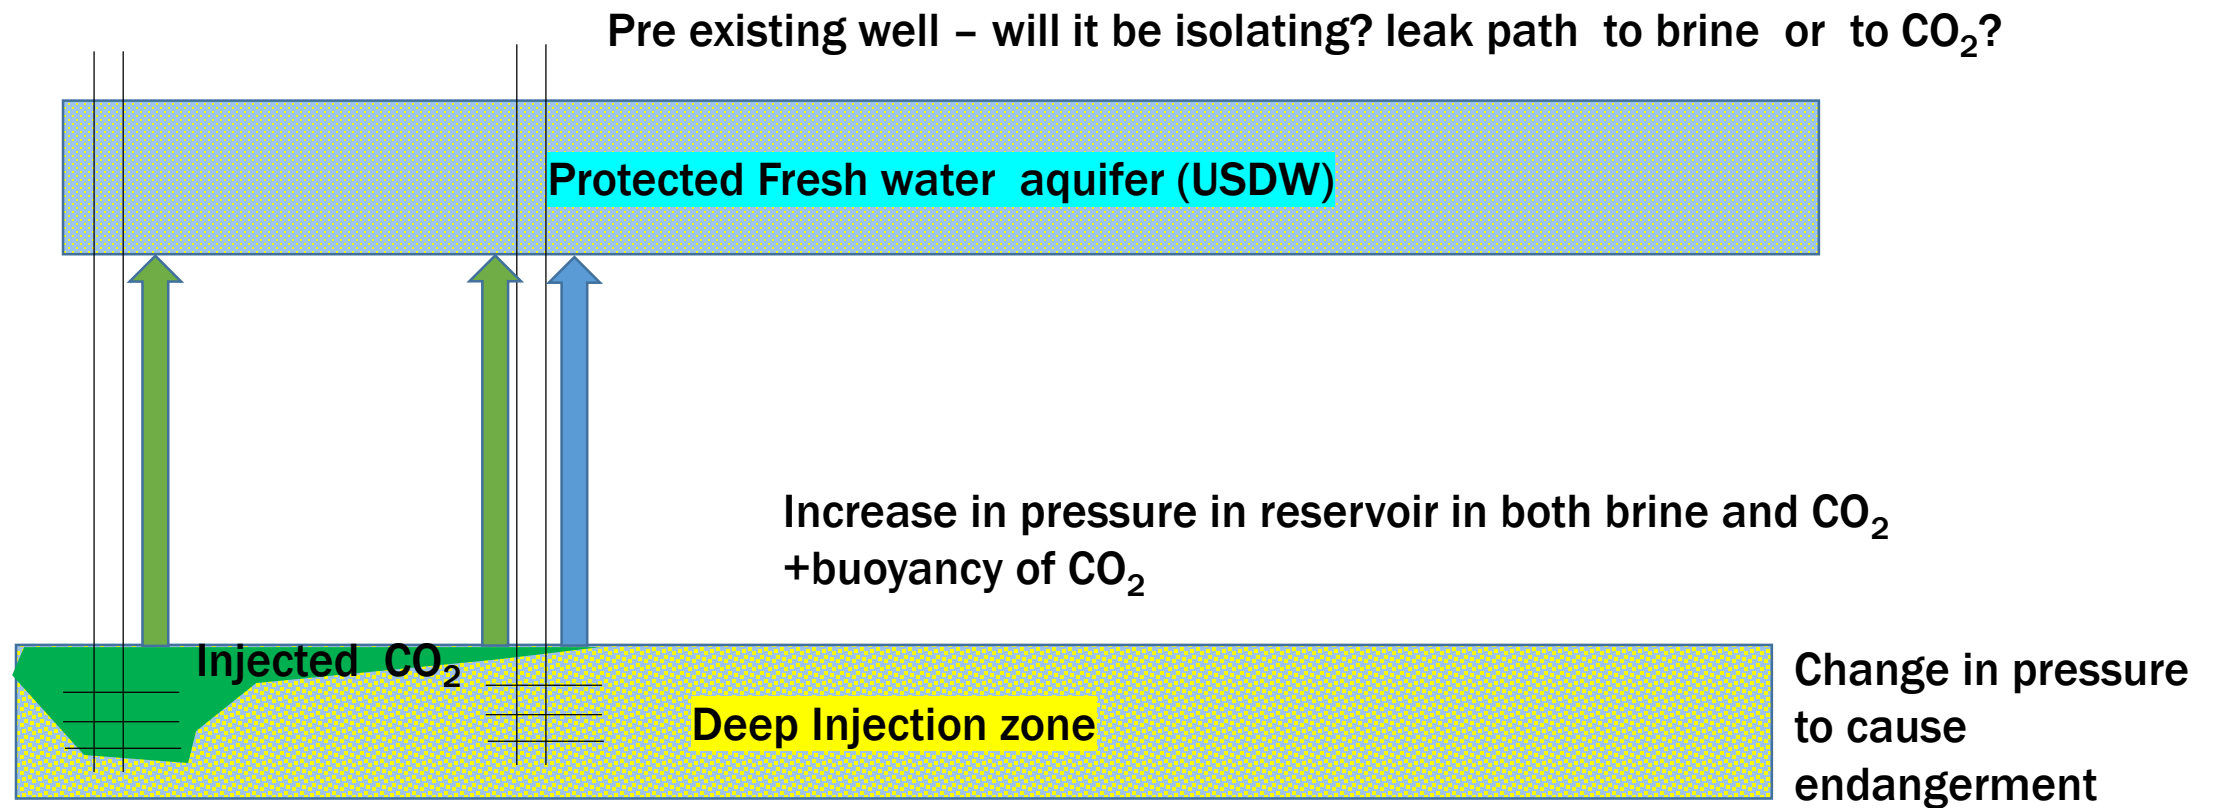 Pre existing well – will it be isolating? leak path to brine or to CO₂?
Protected Fresh water aquifer (USDW)
Increase in pressure in reservoir in both brine and CO₂
+buoyancy of CO₂
Injected CO₂
Deep Injection zone
Change in pressure
to cause
endangerment